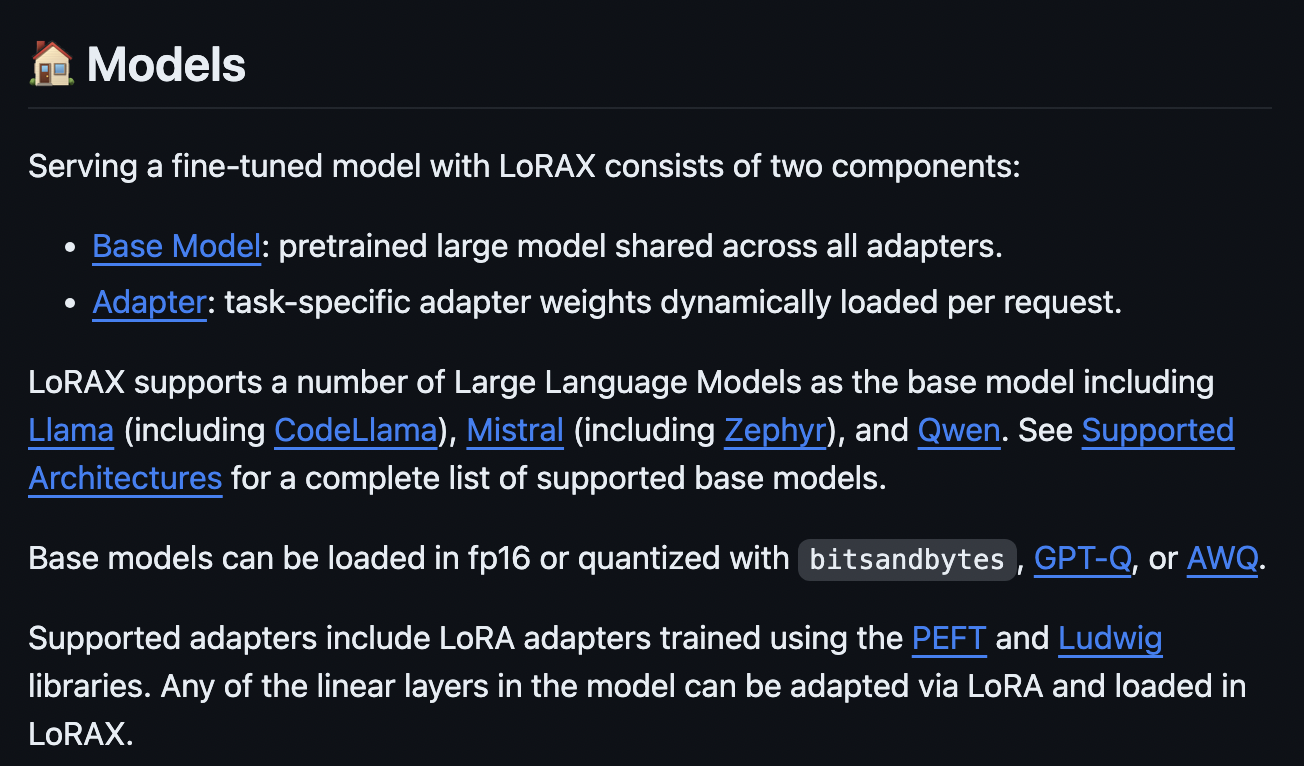 🏠 Models
Serving a fine-tuned model with LoRAX consists of two components:
• Base Model: pretrained large model shared across all adapters.
• Adapter: task-specific adapter weights dynamically loaded per request.
LoRAX supports a number of Large Language Models as the base model including
Llama (including CodeLlama), Mistral (including Zephyr), and Qwen. See Supported
Architectures for a complete list of supported base models.
Base models can be loaded in fp16 or quantized with bitsandbytes, GPT-Q, or AWQ.
Supported adapters include LoRA adapters trained using the PEFT and Ludwig
libraries. Any of the linear layers in the model can be adapted via LoRA and loaded in
LoRAX.